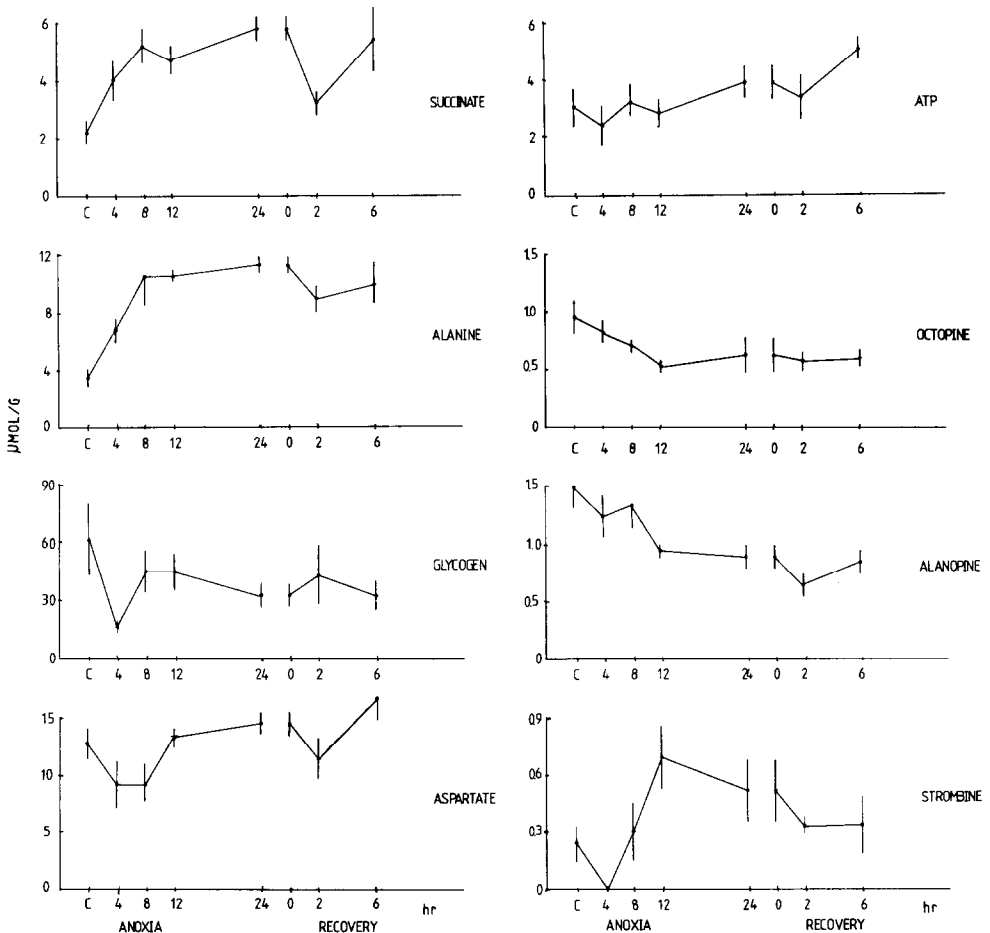 6
4
2
0
SUCCINATE
C 4 8 12 24 0 2 6
6
4
2
0
ATP
C 4 8 12 24 0 2 6
12
8
4
0
ALANINE
C 4 8 12 24 0 2 6
1.5
1.0
0.5
0
OCTOPINE
C 4 8 12 24 0 2 6
µMOL/G
90
60
30
0
GLYCOGEN
C 4 8 12 24 0 2 6
1.5
1.0
0.5
0
ALANOPINE
C 4 8 12 24 0 2 6
15
10
5
0
ASPARTATE
C 4 8 12 24 0 2 6 hr
ANOXIA RECOVERY
0.9
0.6
0.3
0
STROMBINE
C 4 8 12 24 0 2 6 hr
ANOXIA RECOVERY